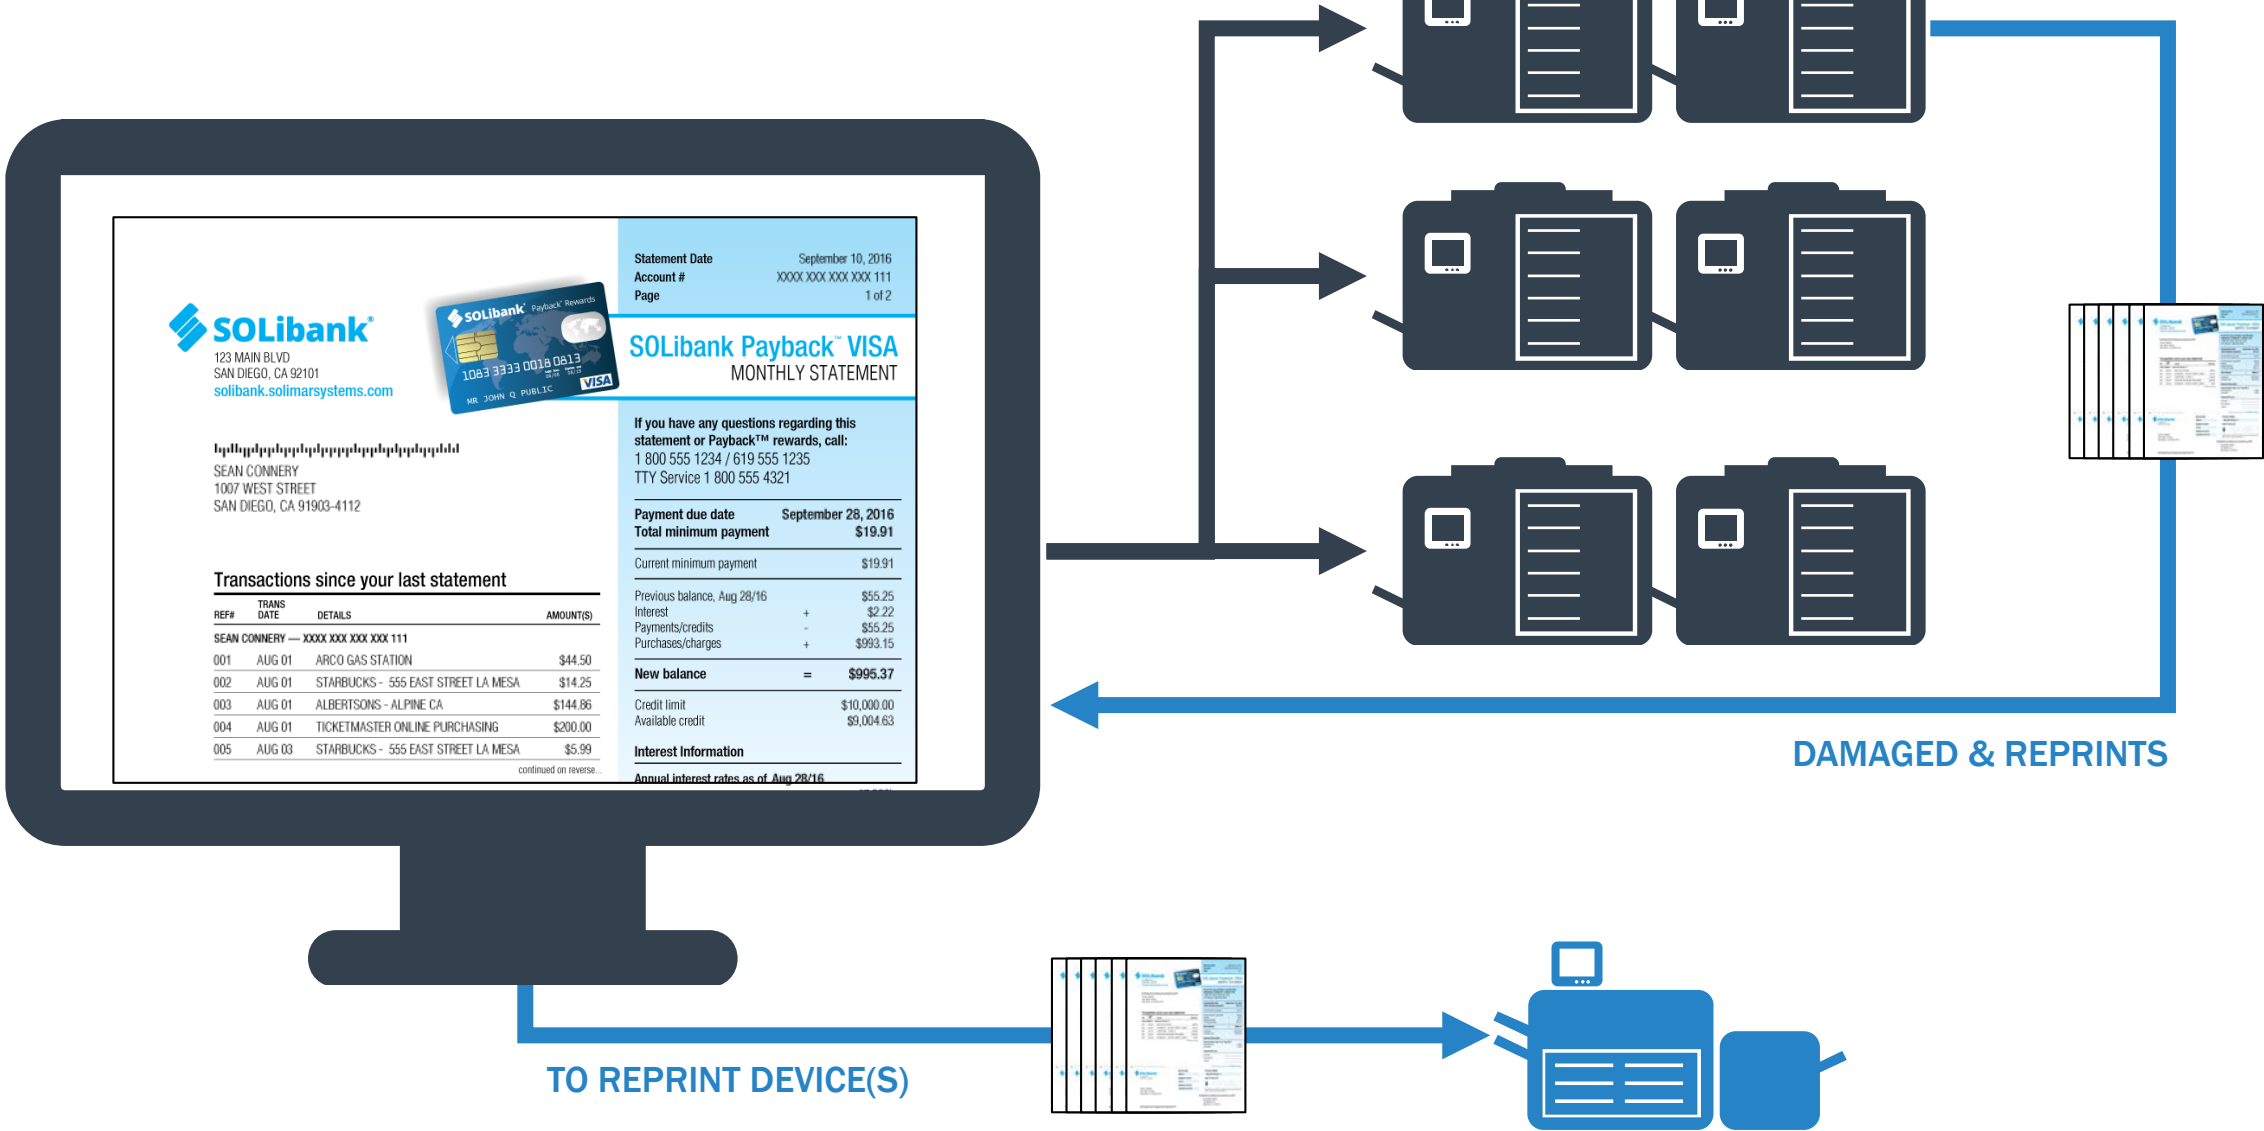 Statement Date September 10, 2016
Account # XXXX XXX XXX XXX 111
Page 1 of 2
SOLibank®
123 MAIN BLVD
SAN DIEGO, CA 92101
solibank.solimarsystems.com
SOLibank® Payback® Rewards
1083 3333 0018 0813
MR JOHN Q PUBLIC
VISA
SOLibank Payback™ VISA
MONTHLY STATEMENT
If you have any questions regarding this
statement or Payback™ rewards, call:
1 800 555 1234 / 619 555 1235
TTY Service 1 800 555 4321
SEAN CONNERY
1007 WEST STREET
SAN DIEGO, CA 91903-4112
Payment due date September 28, 2016
Total minimum payment $19.91
Current minimum payment $19.91
Previous balance, Aug 28/16 $55.25
Interest + $2.22
Payments/credits - $55.25
Purchases/charges + $993.15
New balance = $995.37
Credit limit $10,000.00
Available credit $9,004.63
Interest Information
Annual interest rates as of Aug 28/16
Transactions since your last statement
REF# TRANS DATE DETAILS AMOUNT($)
SEAN CONNERY — XXXX XXX XXX XXX 111
001 AUG 01 ARCO GAS STATION $44.50
002 AUG 01 STARBUCKS - 555 EAST STREET LA MESA $14.25
003 AUG 01 ALBERTSONS - ALPINE CA $144.86
004 AUG 01 TICKETMASTER ONLINE PURCHASING $200.00
005 AUG 03 STARBUCKS - 555 EAST STREET LA MESA $5.99
continued on reverse...
DAMAGED & REPRINTS
TO REPRINT DEVICE(S)